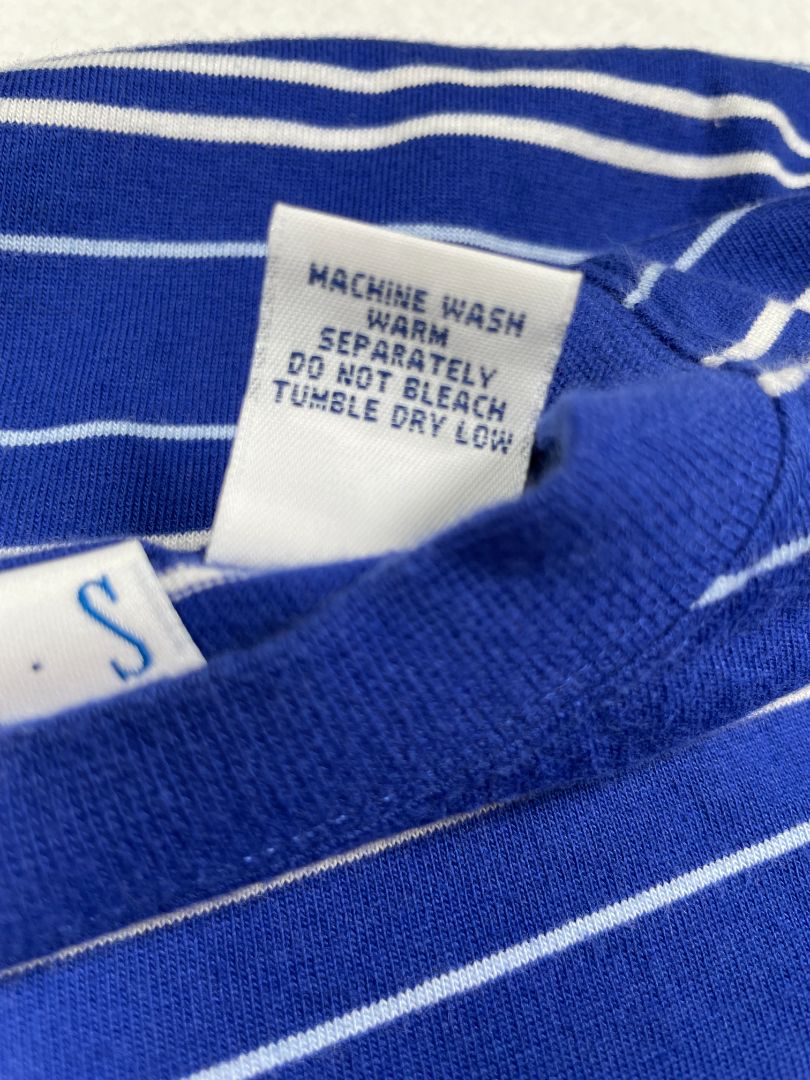 MACHINE WASH
WARM
SEPARATELY
DO NOT BLEACH
TUMBLE DRY LOW
. S